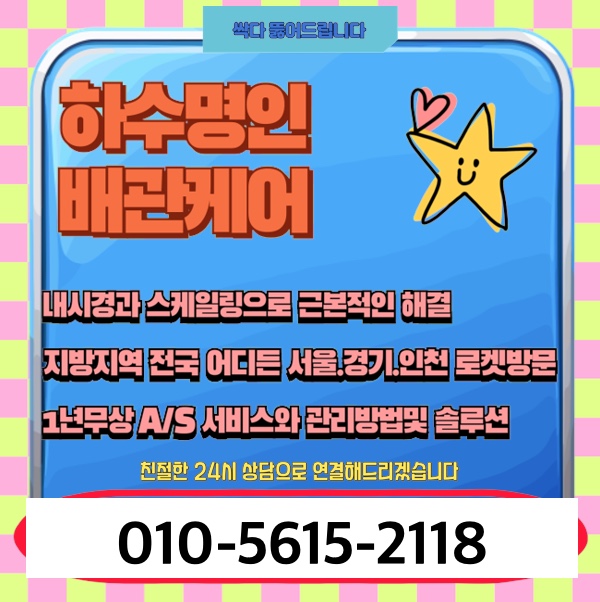 싹다 뚫어드립니다
하수명인
배관케어
내시경과 스케일링으로 근본적인 해결
지방지역 전국 어디든 서울.경기.인천 로켓방문
1년무상 A/S 서비스와 관리방법및 솔루션
친절한 24시 상담으로 연결해드리겠습니다
010-5615-2118